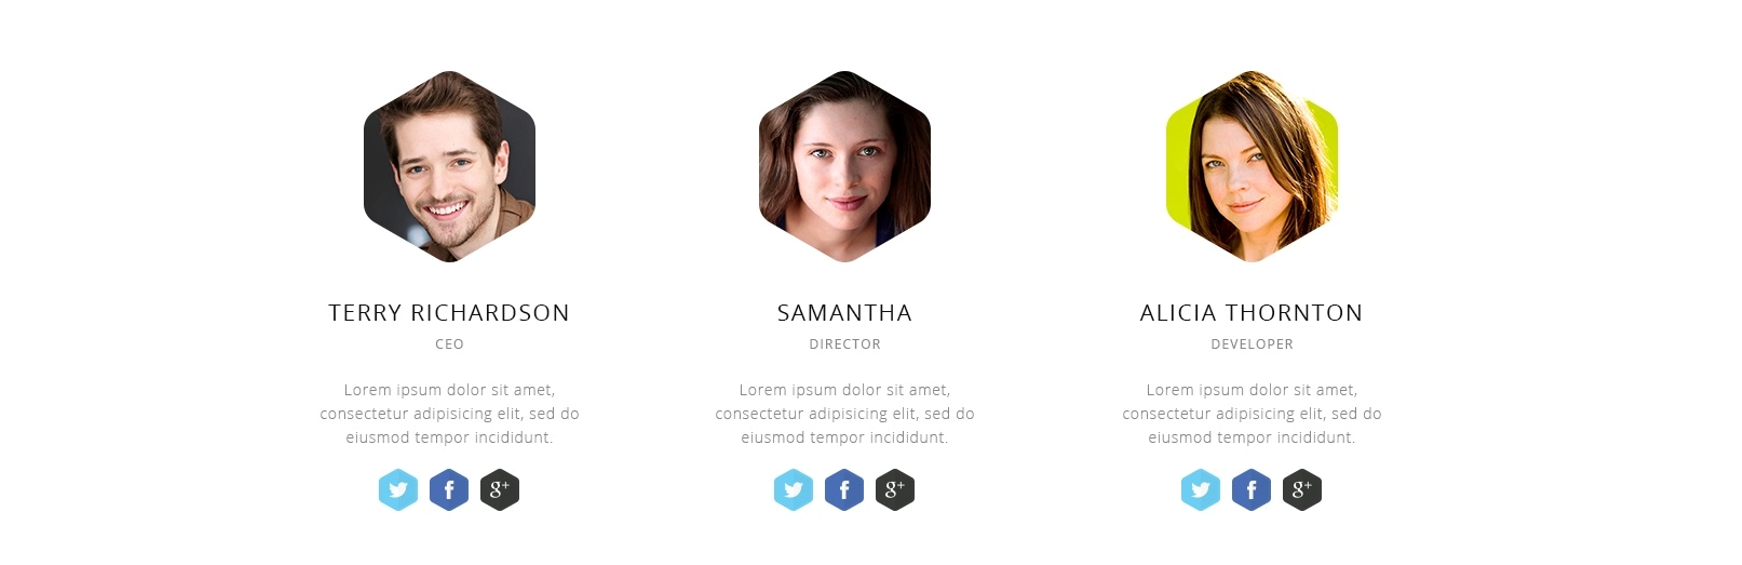 TERRY RICHARDSON
CEO
Lorem ipsum dolor sit amet,
consectetur adipisicing elit, sed do
eiusmod tempor incididunt.
f
g+
SAMANTHA
DIRECTOR
Lorem ipsum dolor sit amet,
consectetur adipisicing elit, sed do
eiusmod tempor incididunt.
f
g+
ALICIA THORNTON
DEVELOPER
Lorem ipsum dolor sit amet,
consectetur adipisicing elit, sed do
eiusmod tempor incididunt.
f
g+